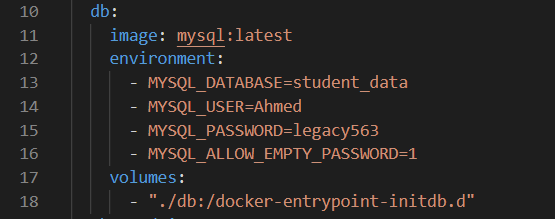 10 db:
11 image: mysql:latest
12 environment:
13 - MYSQL_DATABASE=student_data
14 - MYSQL_USER=Ahmed
15 - MYSQL_PASSWORD=legacy563
16 - MYSQL_ALLOW_EMPTY_PASSWORD=1
17 volumes:
18 - "./db:/docker-entrypoint-initdb.d"